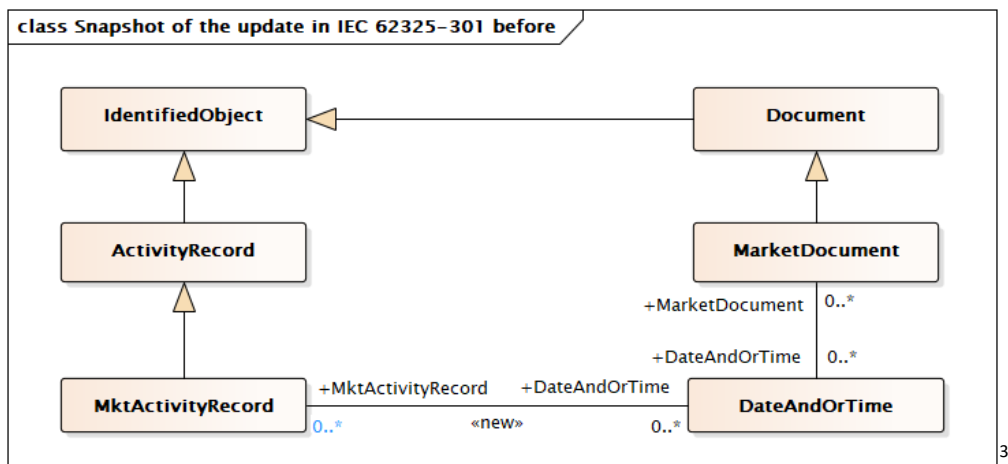 class Snapshot of the update in IEC 62325-301 before
IdentifiedObject
Document
ActivityRecord
MarketDocument
+MarketDocument 0..*
+DateAndOrTime 0..*
MktActivityRecord
+MktActivityRecord +DateAndOrTime
0..* «new» 0..*
DateAndOrTime
3